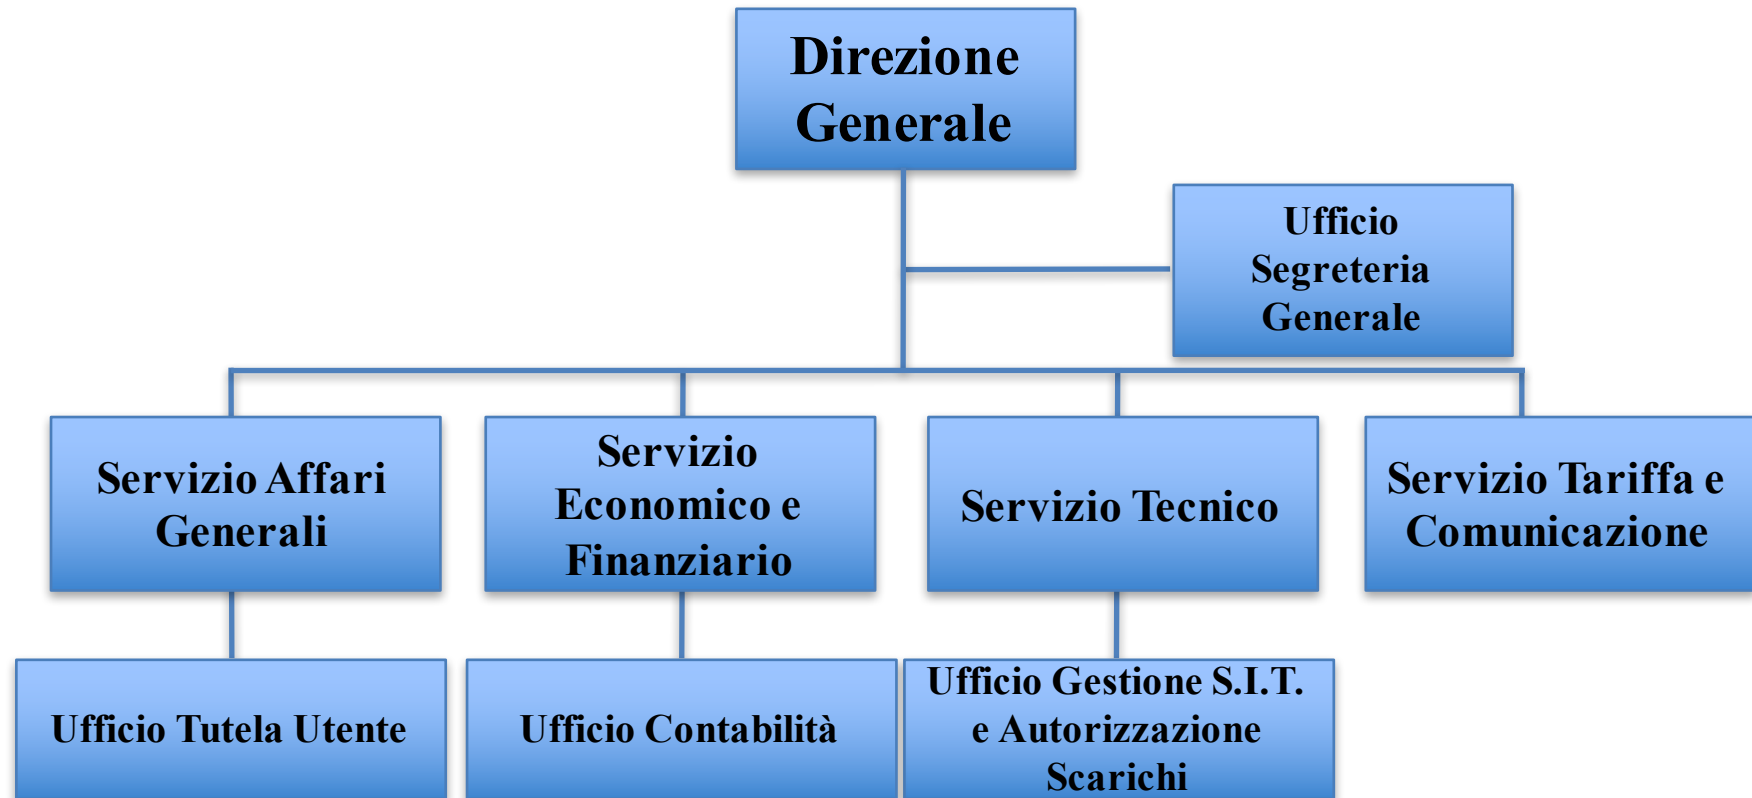 Direzione
Generale
Ufficio
Segreteria
Generale
Servizio Affari
Generali
Servizio
Economico e
Finanziario
Servizio Tecnico
Servizio Tariffa e
Comunicazione
Ufficio Tutela Utente
Ufficio Contabilità
Ufficio Gestione S.I.T.
e Autorizzazione
Scarichi